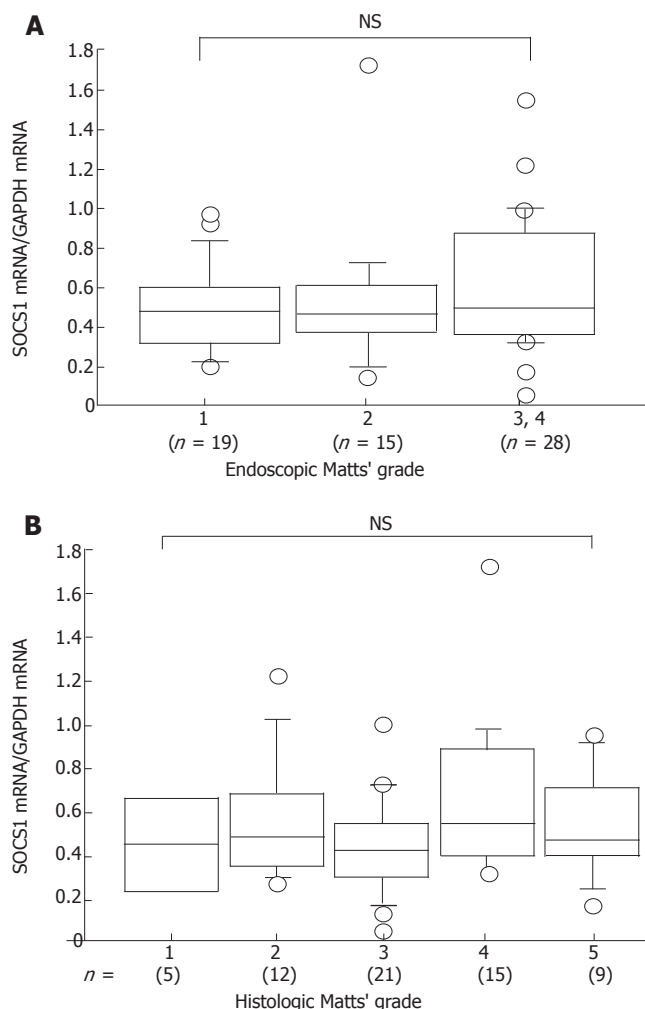 A
NS
SOCS1 mRNA/GAPDH mRNA
1.8
1.6
1.4
1.2
1.0
0.8
0.6
0.4
0.2
0
1 2 3, 4
(n = 19) (n = 15) (n = 28)
Endoscopic Matts' grade
B
NS
SOCS1 mRNA/GAPDH mRNA
1.8
1.6
1.4
1.2
1.0
0.8
0.6
0.4
0.2
0
1 2 3 4 5
n = (5) (12) (21) (15) (9)
Histologic Matts' grade